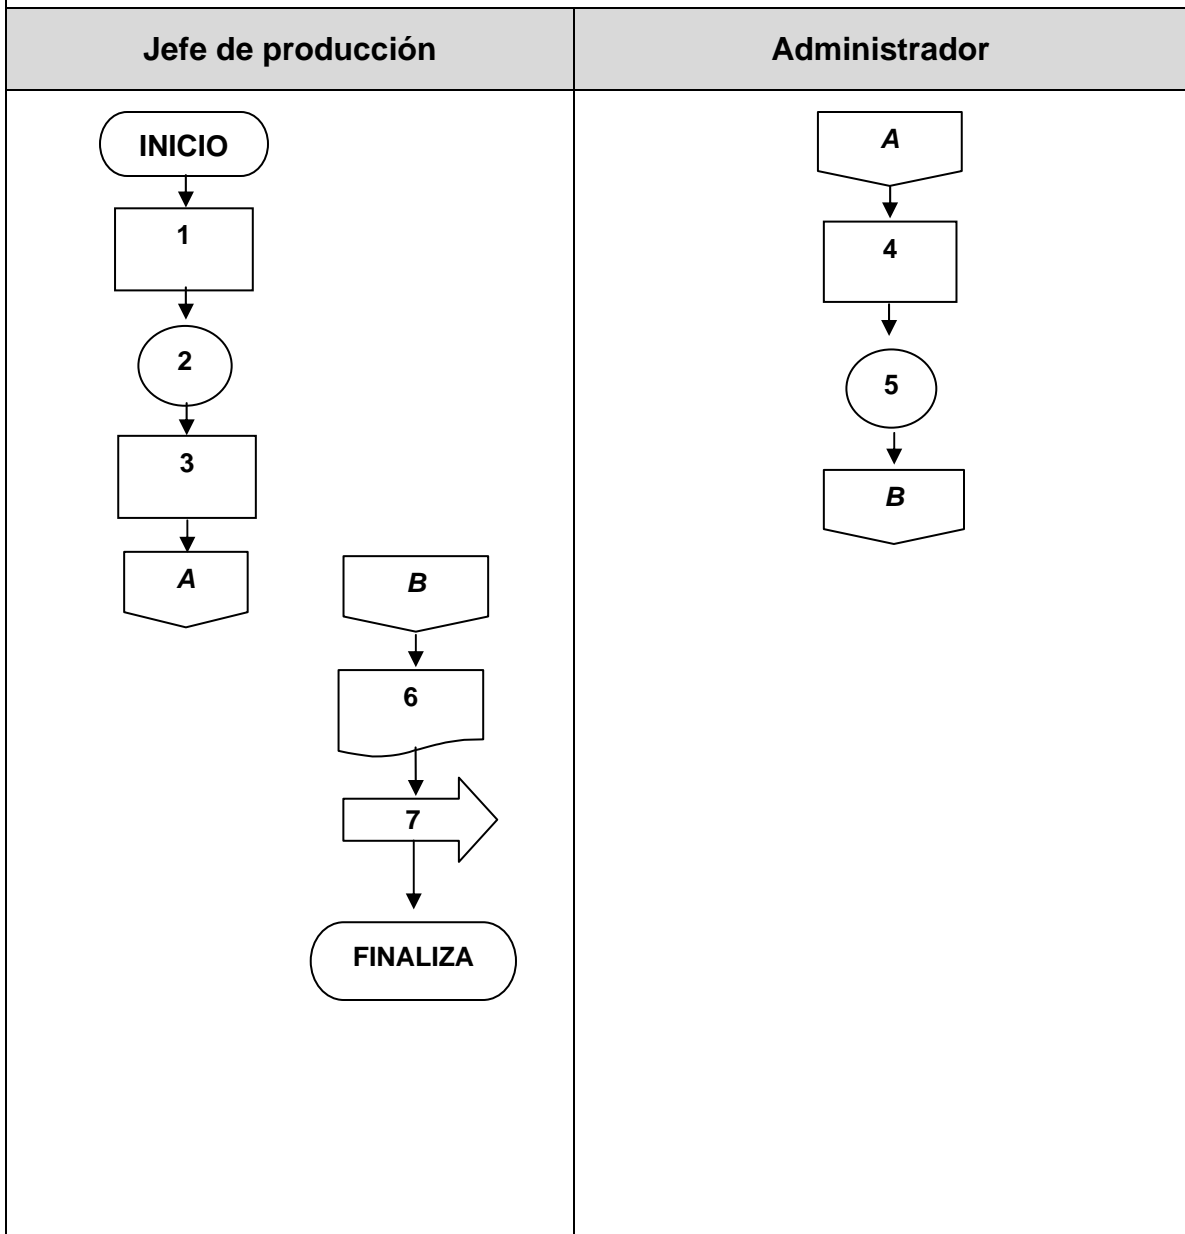 Jefe de producción
Administrador
INICIO
1
2
3
A
B
6
7
FINALIZA
A
4
5
B